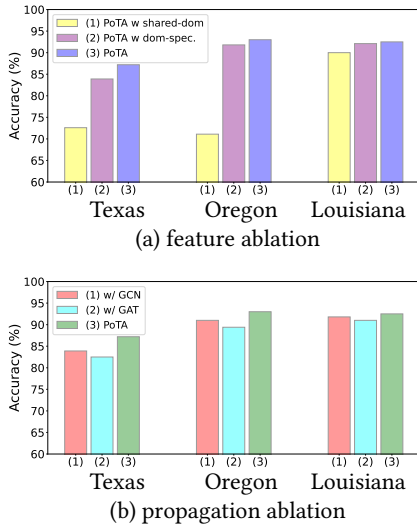 (1) PoTA w shared-dom
(2) PoTA w dom-spec.
(3) PoTA
Accuracy (%)
100
95
90
85
80
75
70
65
60
(1) (2) (3) (1) (2) (3) (1) (2) (3)
Texas Oregon Louisiana
(a) feature ablation
(1) w/ GCN
(2) w/ GAT
(3) PoTA
Accuracy (%)
100
95
90
85
80
75
70
65
60
(1) (2) (3) (1) (2) (3) (1) (2) (3)
Texas Oregon Louisiana
(b) propagation ablation